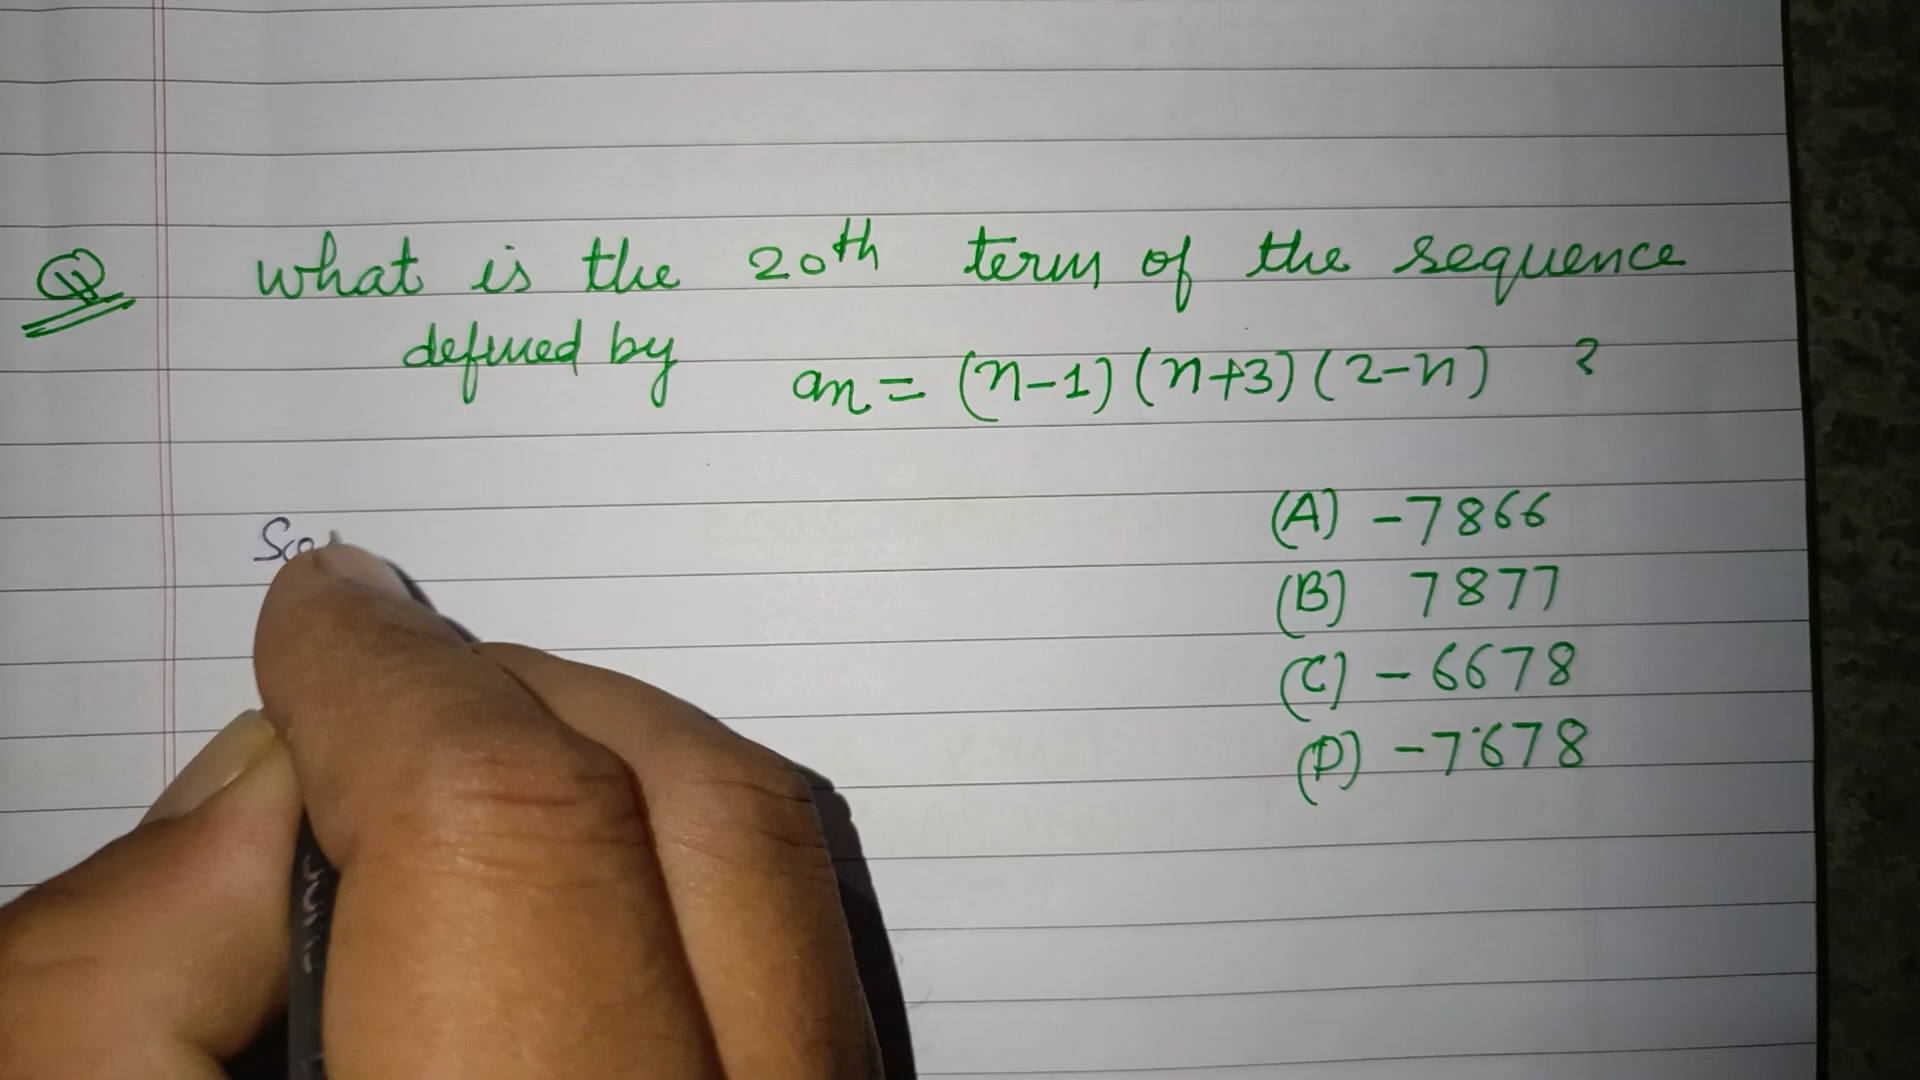 Q what is the 20th term of the sequence
defined by an = (n-1) (n+3) (2-n) ?
(A) -7866
(B) 7877
(C) -6678
(D) -7678